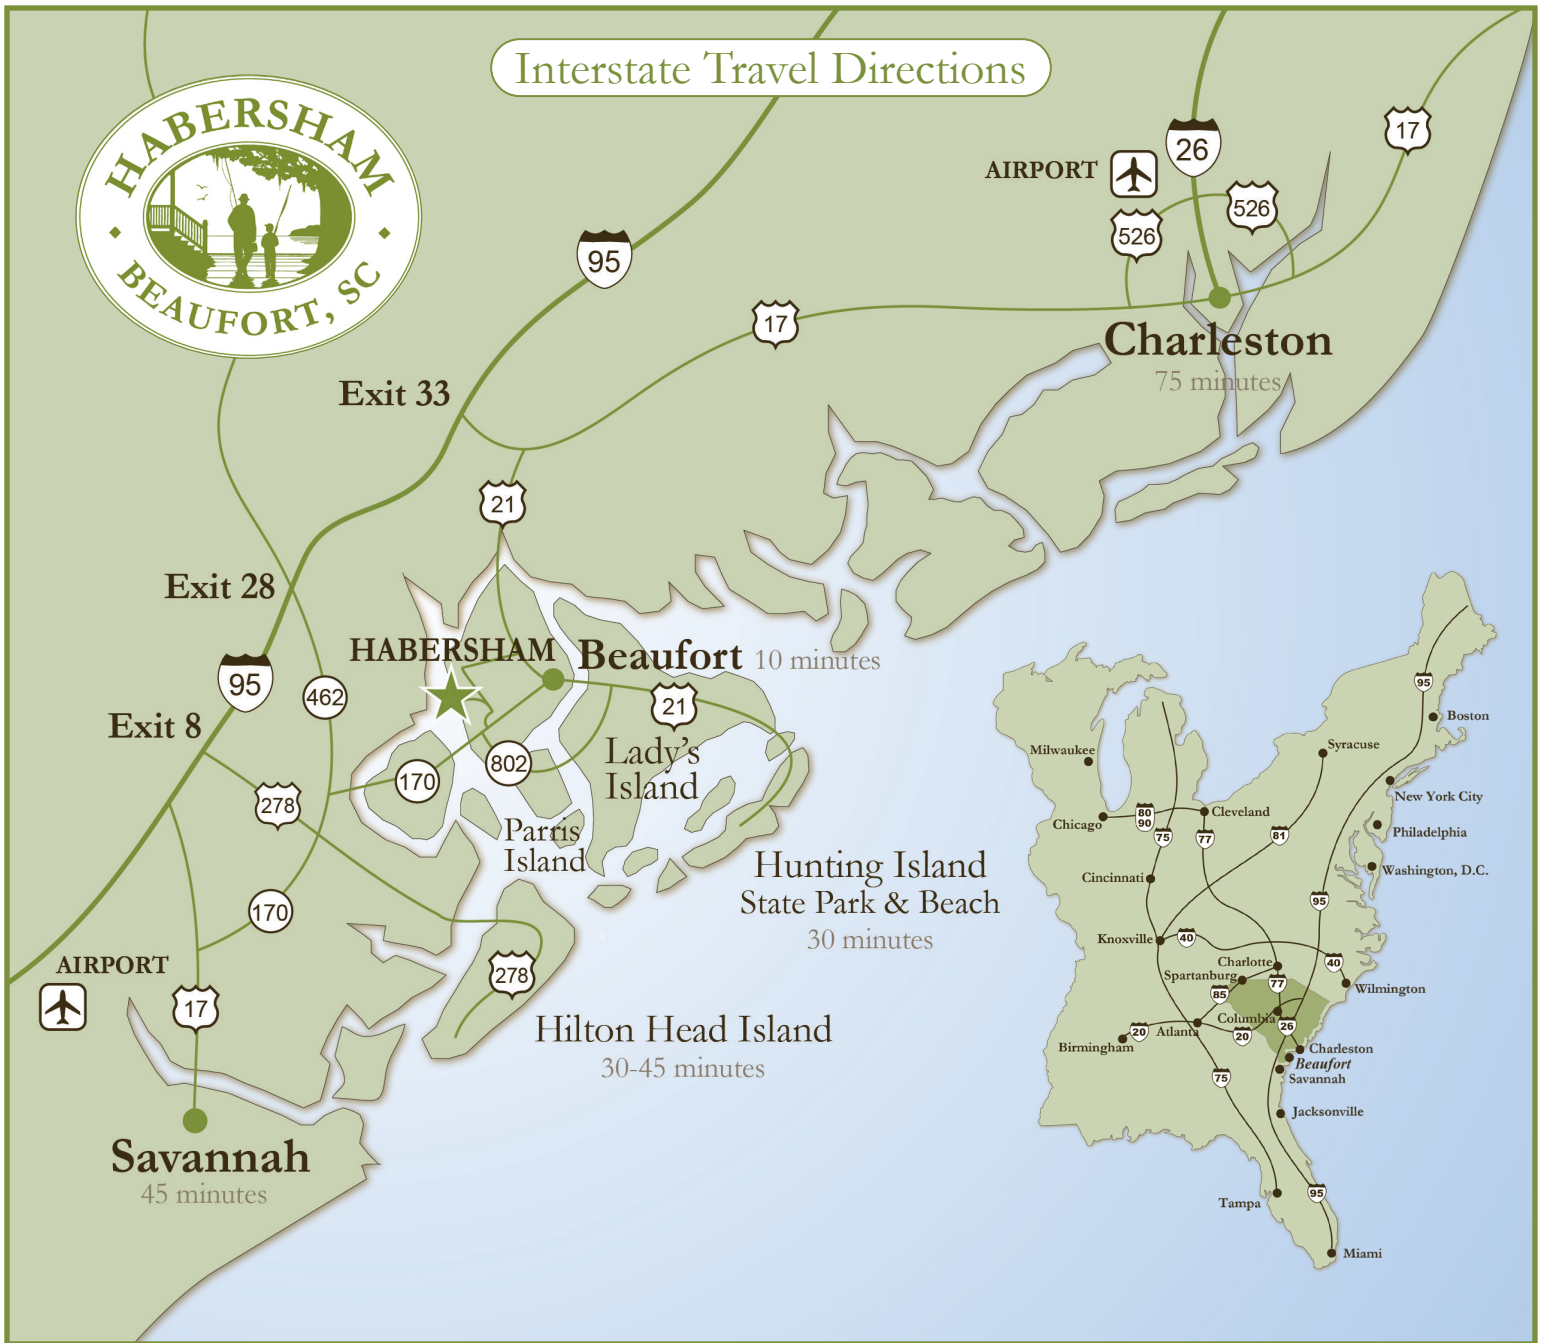 Interstate Travel Directions
HABERSHAM
BEAUFORT, SC
17
26
AIRPORT
526
526
95
17
Charleston
75 minutes
Exit 33
21
Exit 28
HABERSHAM
Beaufort 10 minutes
95
462
21
Exit 8
Lady's
Island
802
170
278
Parris
Island
Hunting Island
State Park & Beach
30 minutes
170
AIRPORT
278
17
Hilton Head Island
30-45 minutes
Savannah
45 minutes
95
Boston
Syracuse
Milwaukee
New York City
Chicago
80
90
Cleveland
75
77
81
Philadelphia
Washington, D.C.
Cincinnati
95
Knoxville
40
Charlotte
40
Spartanburg
77
85
Wilmington
Columbia
26
20
Atlanta
20
Birmingham
Charleston
Beaufort
Savannah
75
Jacksonville
95
Tampa
Miami